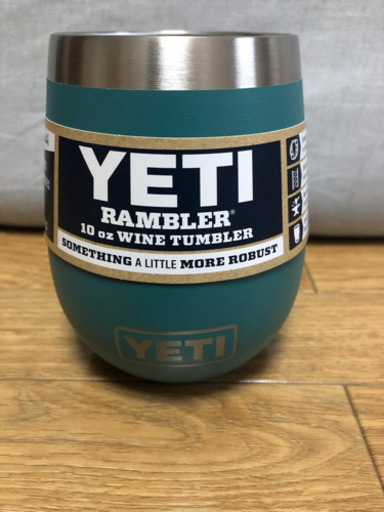 YETI
RAMBLER®
10 oz WINE TUMBLER
SOMETHING A LITTLE MORE ROBUST
YETI